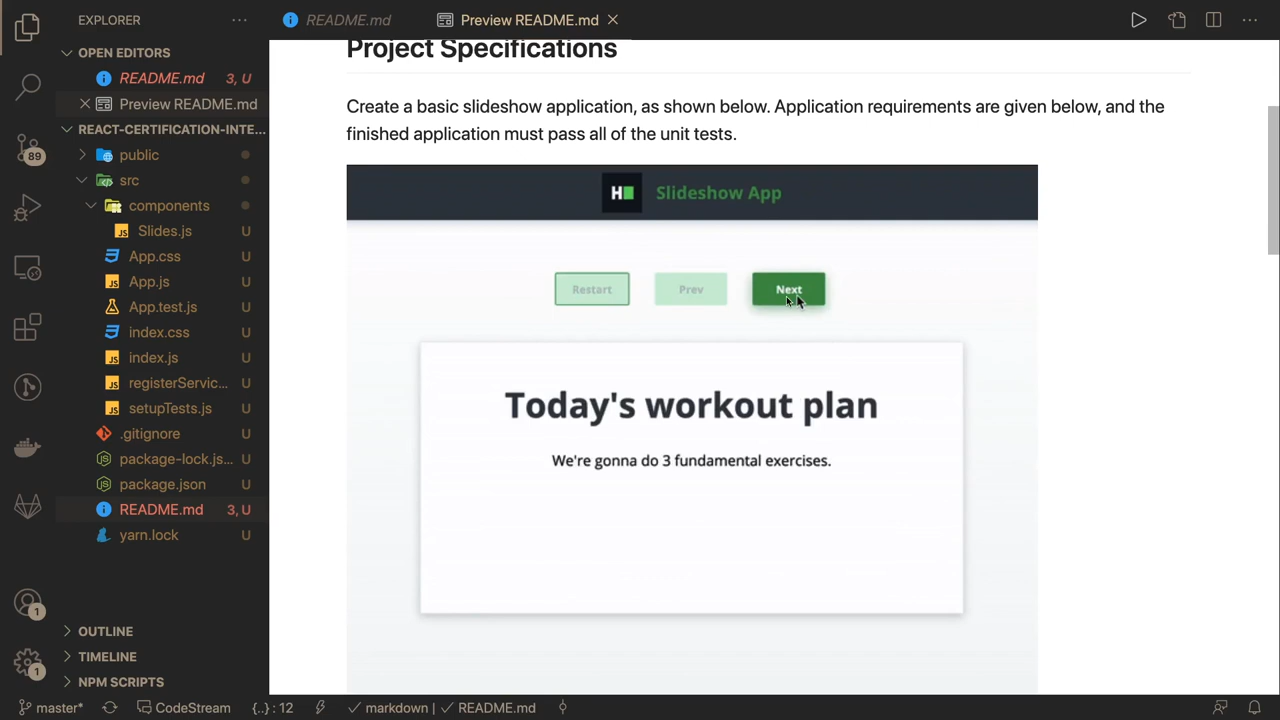 EXPLORER
README.md
Preview README.md
OPEN EDITORS
README.md 3, U
Preview README.md
REACT-CERTIFICATION-INTE...
public
src
components
Slides.js U
App.css U
App.js U
App.test.js U
index.css U
index.js U
registerServic... U
setupTests.js U
.gitignore U
package-lock.js... U
package.json U
README.md 3, U
yarn.lock U
OUTLINE
TIMELINE
NPM SCRIPTS
89
1
1
Project Specifications
Create a basic slideshow application, as shown below. Application requirements are given below, and the
finished application must pass all of the unit tests.
H Slideshow App
Restart Prev Next
Today's workout plan
We're gonna do 3 fundamental exercises.
master* CodeStream {..} : 12 markdown | README.md